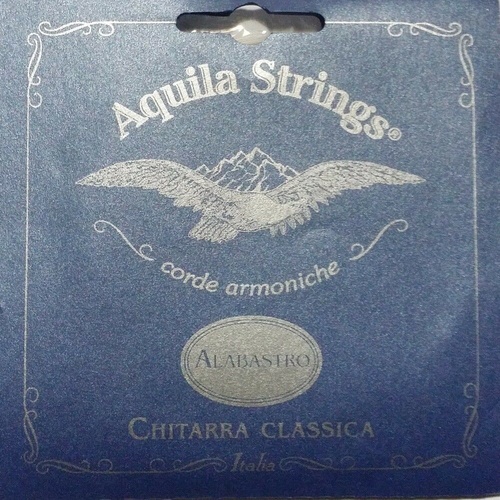 Aquila Strings®
corde armoniche
ALABASTRO
CHITARRA CLASSICA
Italia